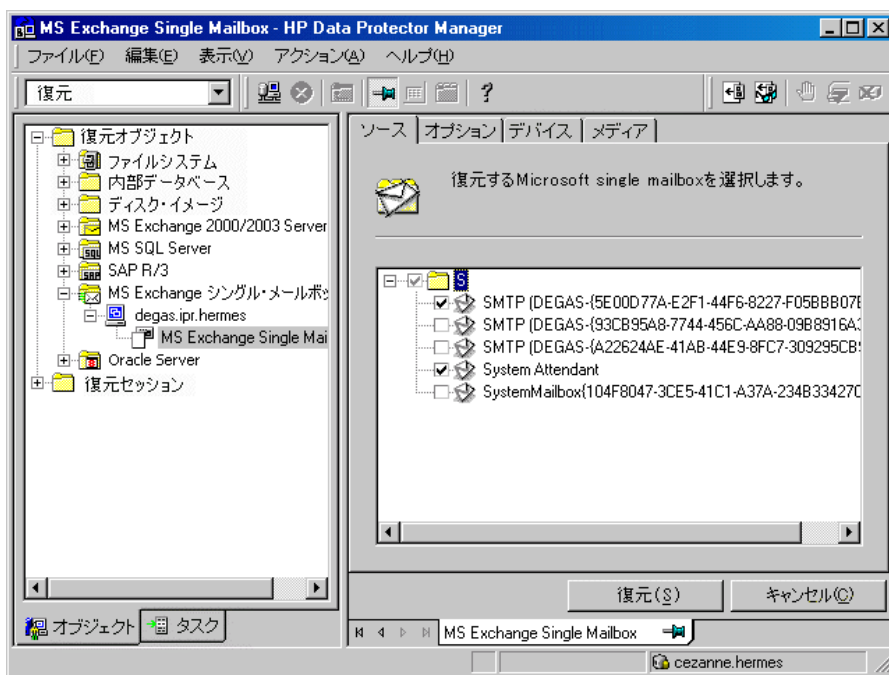 MS Exchange Single Mailbox - HP Data Protector Manager
ファイル(F) 編集(E) 表示(V) アクション(A) ヘルプ(H)
復元
復元オブジェクト
ファイルシステム
内部データベース
ディスク・イメージ
MS Exchange 2000/2003 Server
MS SQL Server
SAP R/3
MS Exchange シングル・メールボッ
degas.ipr.hermes
MS Exchange Single Mai
Oracle Server
復元セッション
オブジェクト タスク
ソース オプション デバイス メディア
復元するMicrosoft single mailboxを選択します。
S
SMTP (DEGAS-{5E00D77A-E2F1-44F6-8227-F05BBB07E
SMTP (DEGAS-{93CB95A8-7744-456C-AA88-09B8916A
SMTP (DEGAS-{A22624AE-41AB-44E9-8FC7-309295CB
System Attendant
SystemMailbox{104F8047-3CE5-41C1-A37A-234B33427
復元(S) キャンセル(C)
MS Exchange Single Mailbox
cezanne.hermes